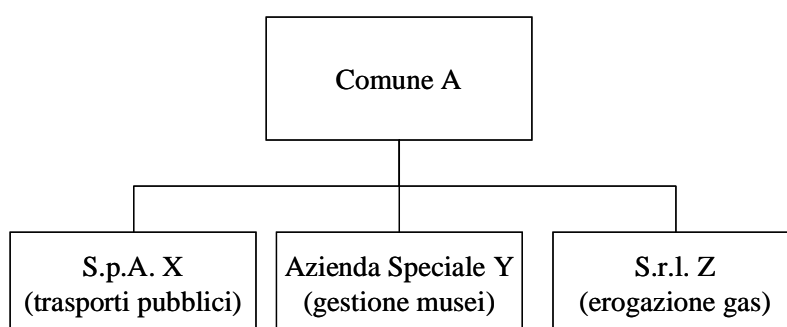 Comune A
S.p.A. X
(trasporti pubblici)
Azienda Speciale Y
(gestione musei)
S.r.l. Z
(erogazione gas)